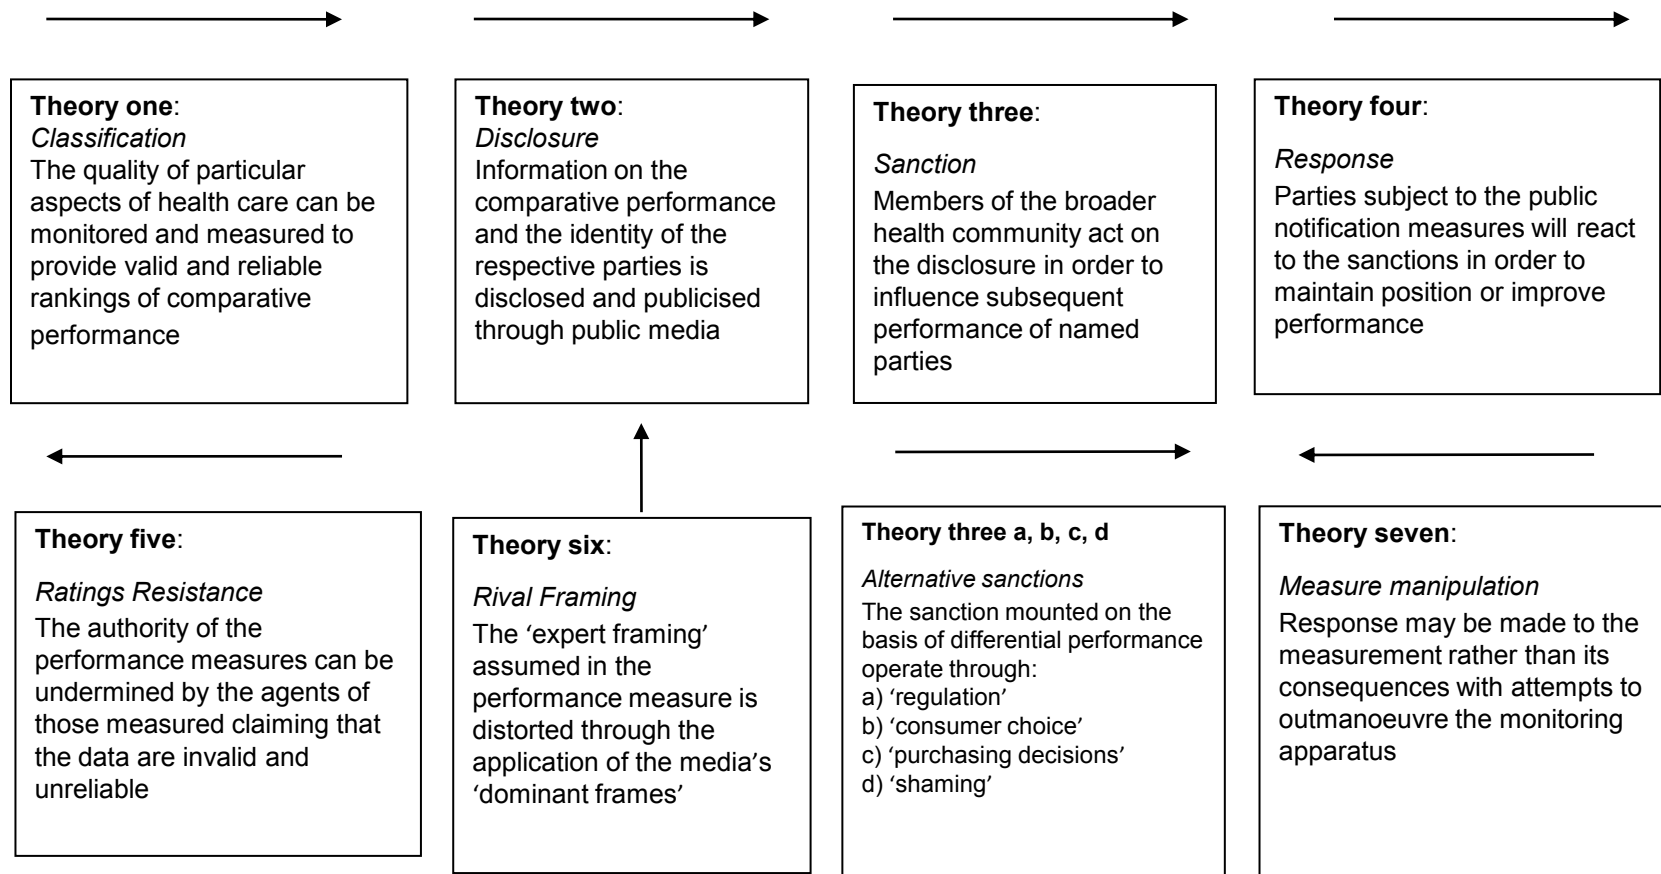 Theory one:
Classification
The quality of particular
aspects of health care can be
monitored and measured to
provide valid and reliable
rankings of comparative
performance
Theory two:
Disclosure
Information on the
comparative performance
and the identity of the
respective parties is
disclosed and publicised
through public media
Theory three:
Sanction
Members of the broader
health community act on
the disclosure in order to
influence subsequent
performance of named
parties
Theory four:
Response
Parties subject to the public
notification measures will react
to the sanctions in order to
maintain position or improve
performance
Theory five:
Ratings Resistance
The authority of the
performance measures can be
undermined by the agents of
those measured claiming that
the data are invalid and
unreliable
Theory six:
Rival Framing
The ‘expert framing’
assumed in the
performance measure is
distorted through the
application of the media’s
‘dominant frames’
Theory three a, b, c, d
Alternative sanctions
The sanction mounted on the
basis of differential performance
operate through:
a) ‘regulation’
b) ‘consumer choice’
c) ‘purchasing decisions’
d) ‘shaming’
Theory seven:
Measure manipulation
Response may be made to the
measurement rather than its
consequences with attempts to
outmanoeuvre the monitoring
apparatus